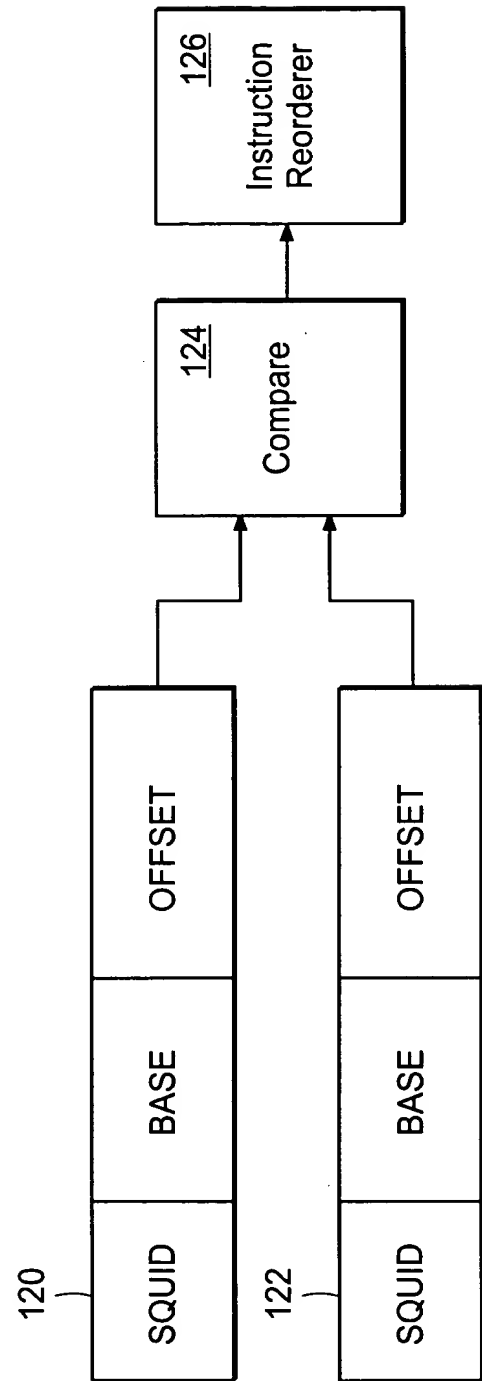 120
SQUID
BASE
OFFSET
122
SQUID
BASE
OFFSET
124
Compare
126
Instruction
Reorderer